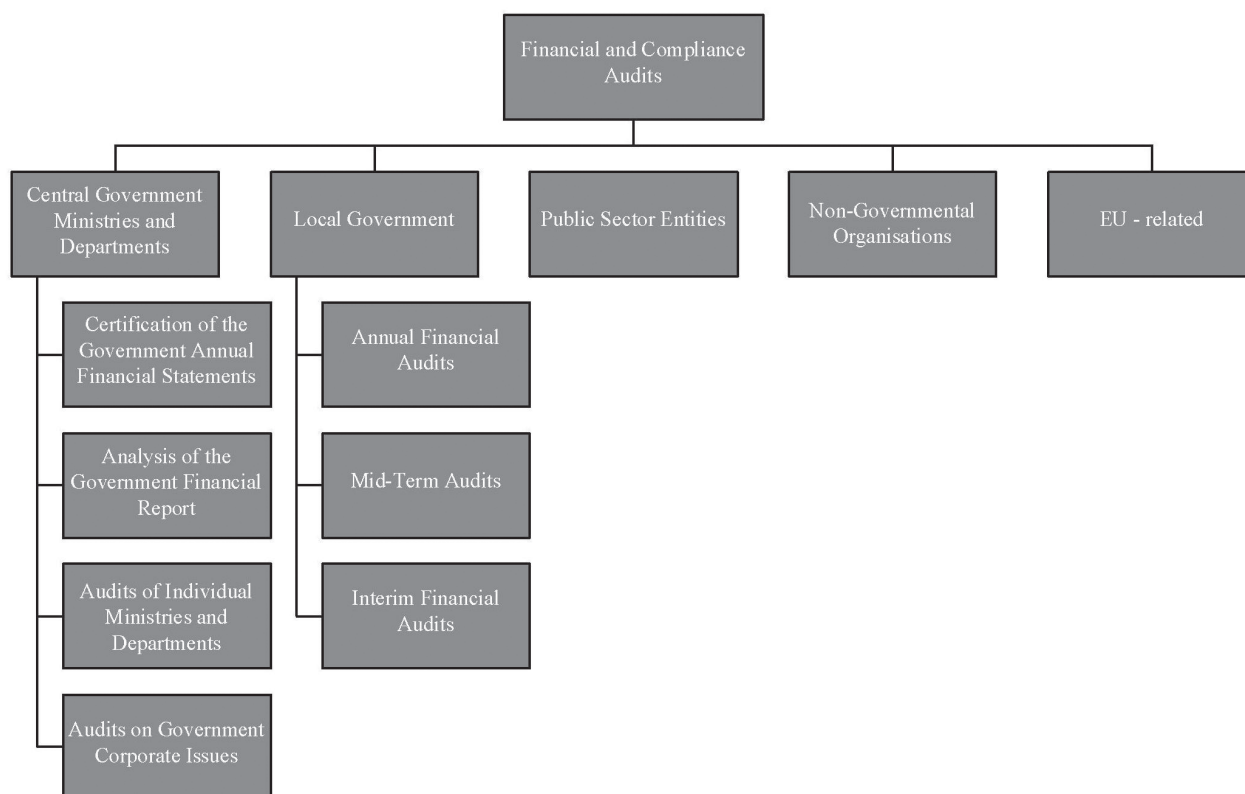 Financial and Compliance
Audits
Central Government
Ministries and
Departments
Local Government
Public Sector Entities
Non-Governmental
Organisations
EU - related
Certification of the
Government Annual
Financial Statements
Analysis of the
Government Financial
Report
Audits of Individual
Ministries and
Departments
Audits on Government
Corporate Issues
Annual Financial
Audits
Mid-Term Audits
Interim Financial
Audits